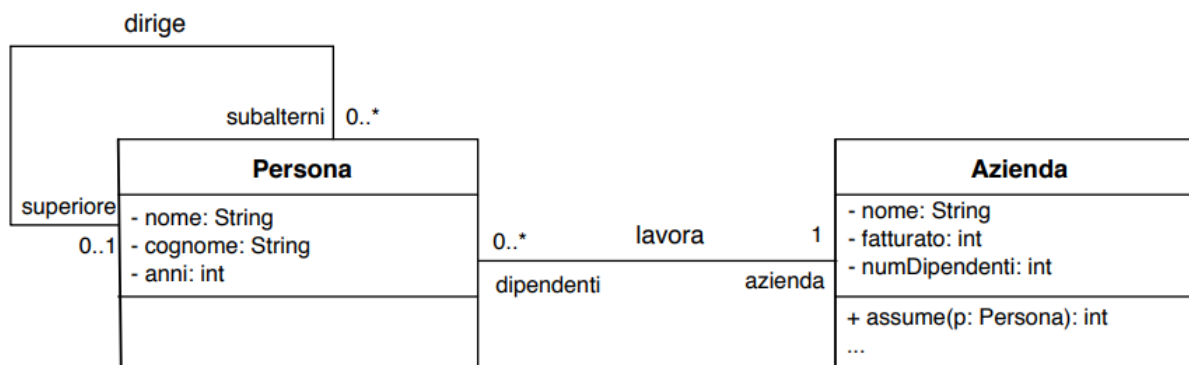 dirige
subalterni 0..*
Persona
superiore
0..1
- nome: String
- cognome: String
- anni: int
0..* lavora 1
dipendenti azienda
Azienda
- nome: String
- fatturato: int
- numDipendenti: int
+ assume(p: Persona): int
...